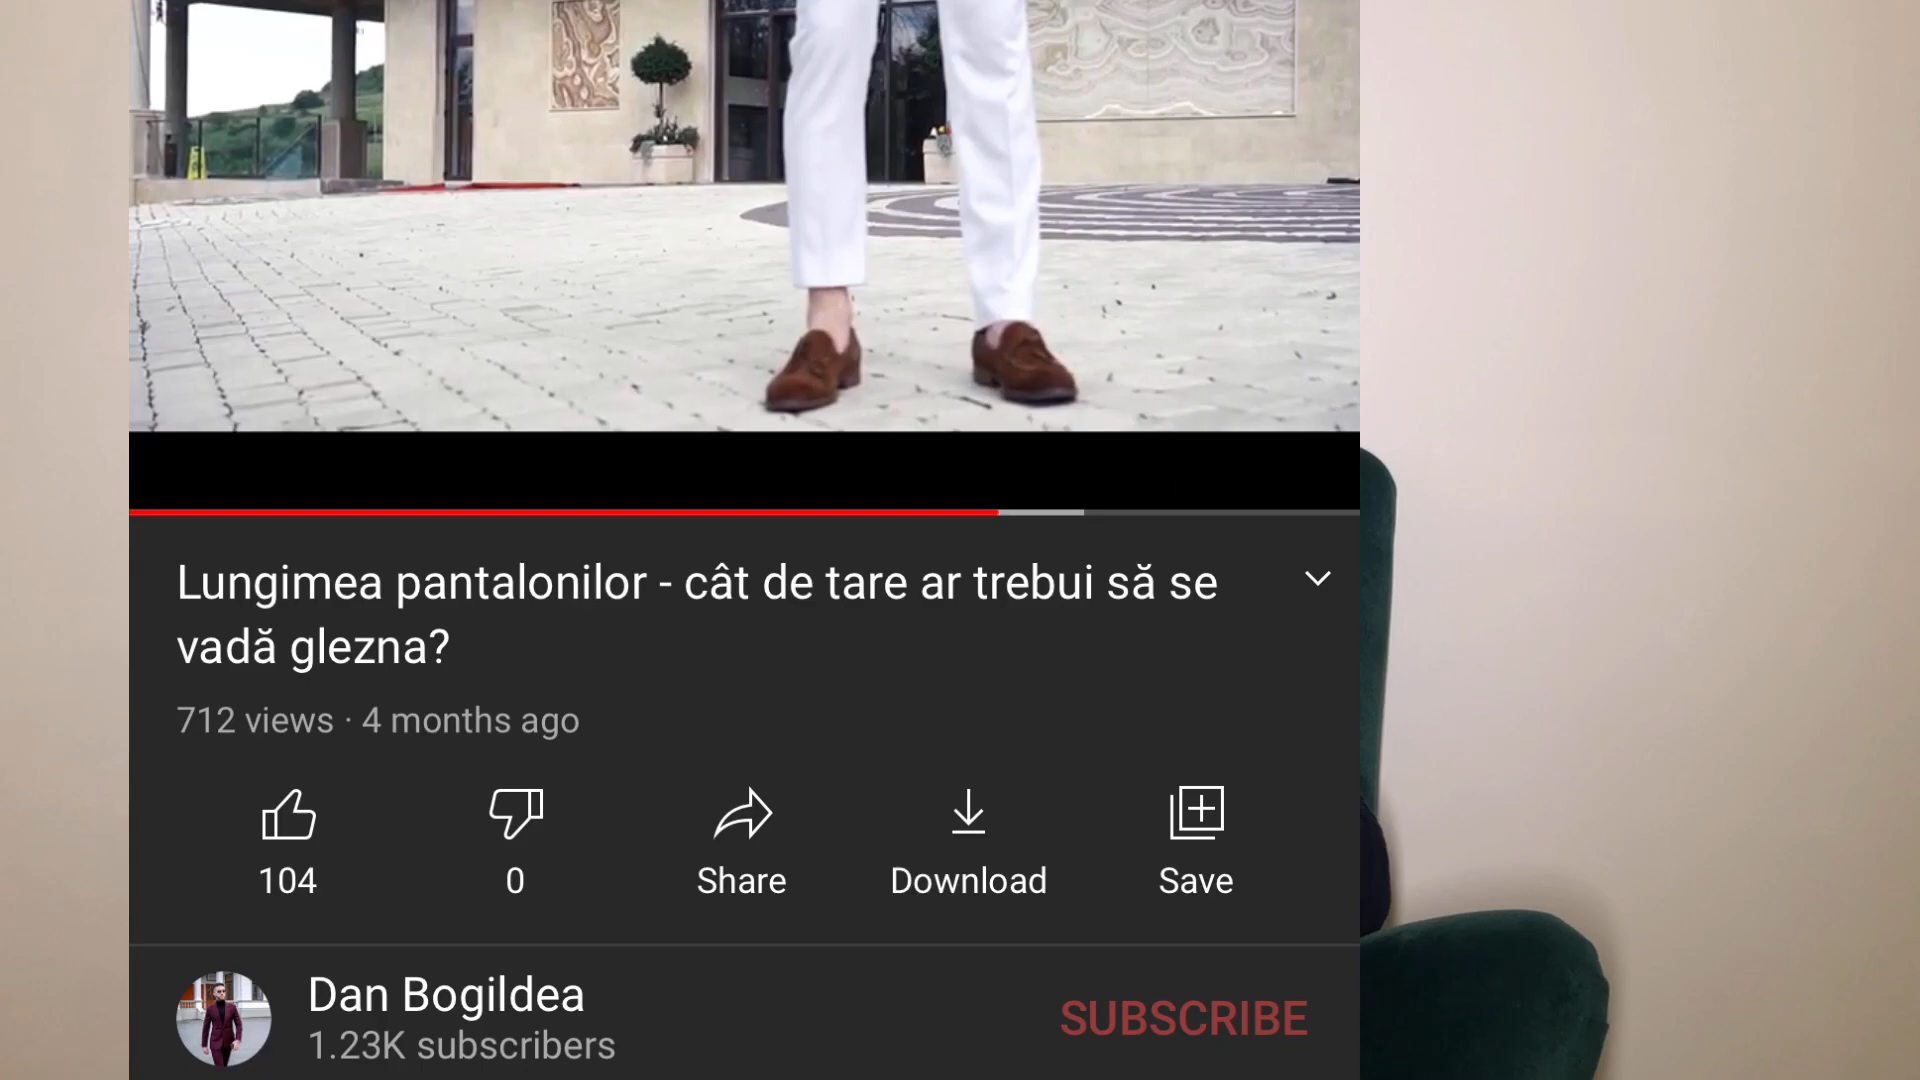 Lungimea pantalonilor - cât de tare ar trebui să se
vadă glezna?
712 views · 4 months ago
104
0
Share
Download
Save
Dan Bogildea
1.23K subscribers
SUBSCRIBE